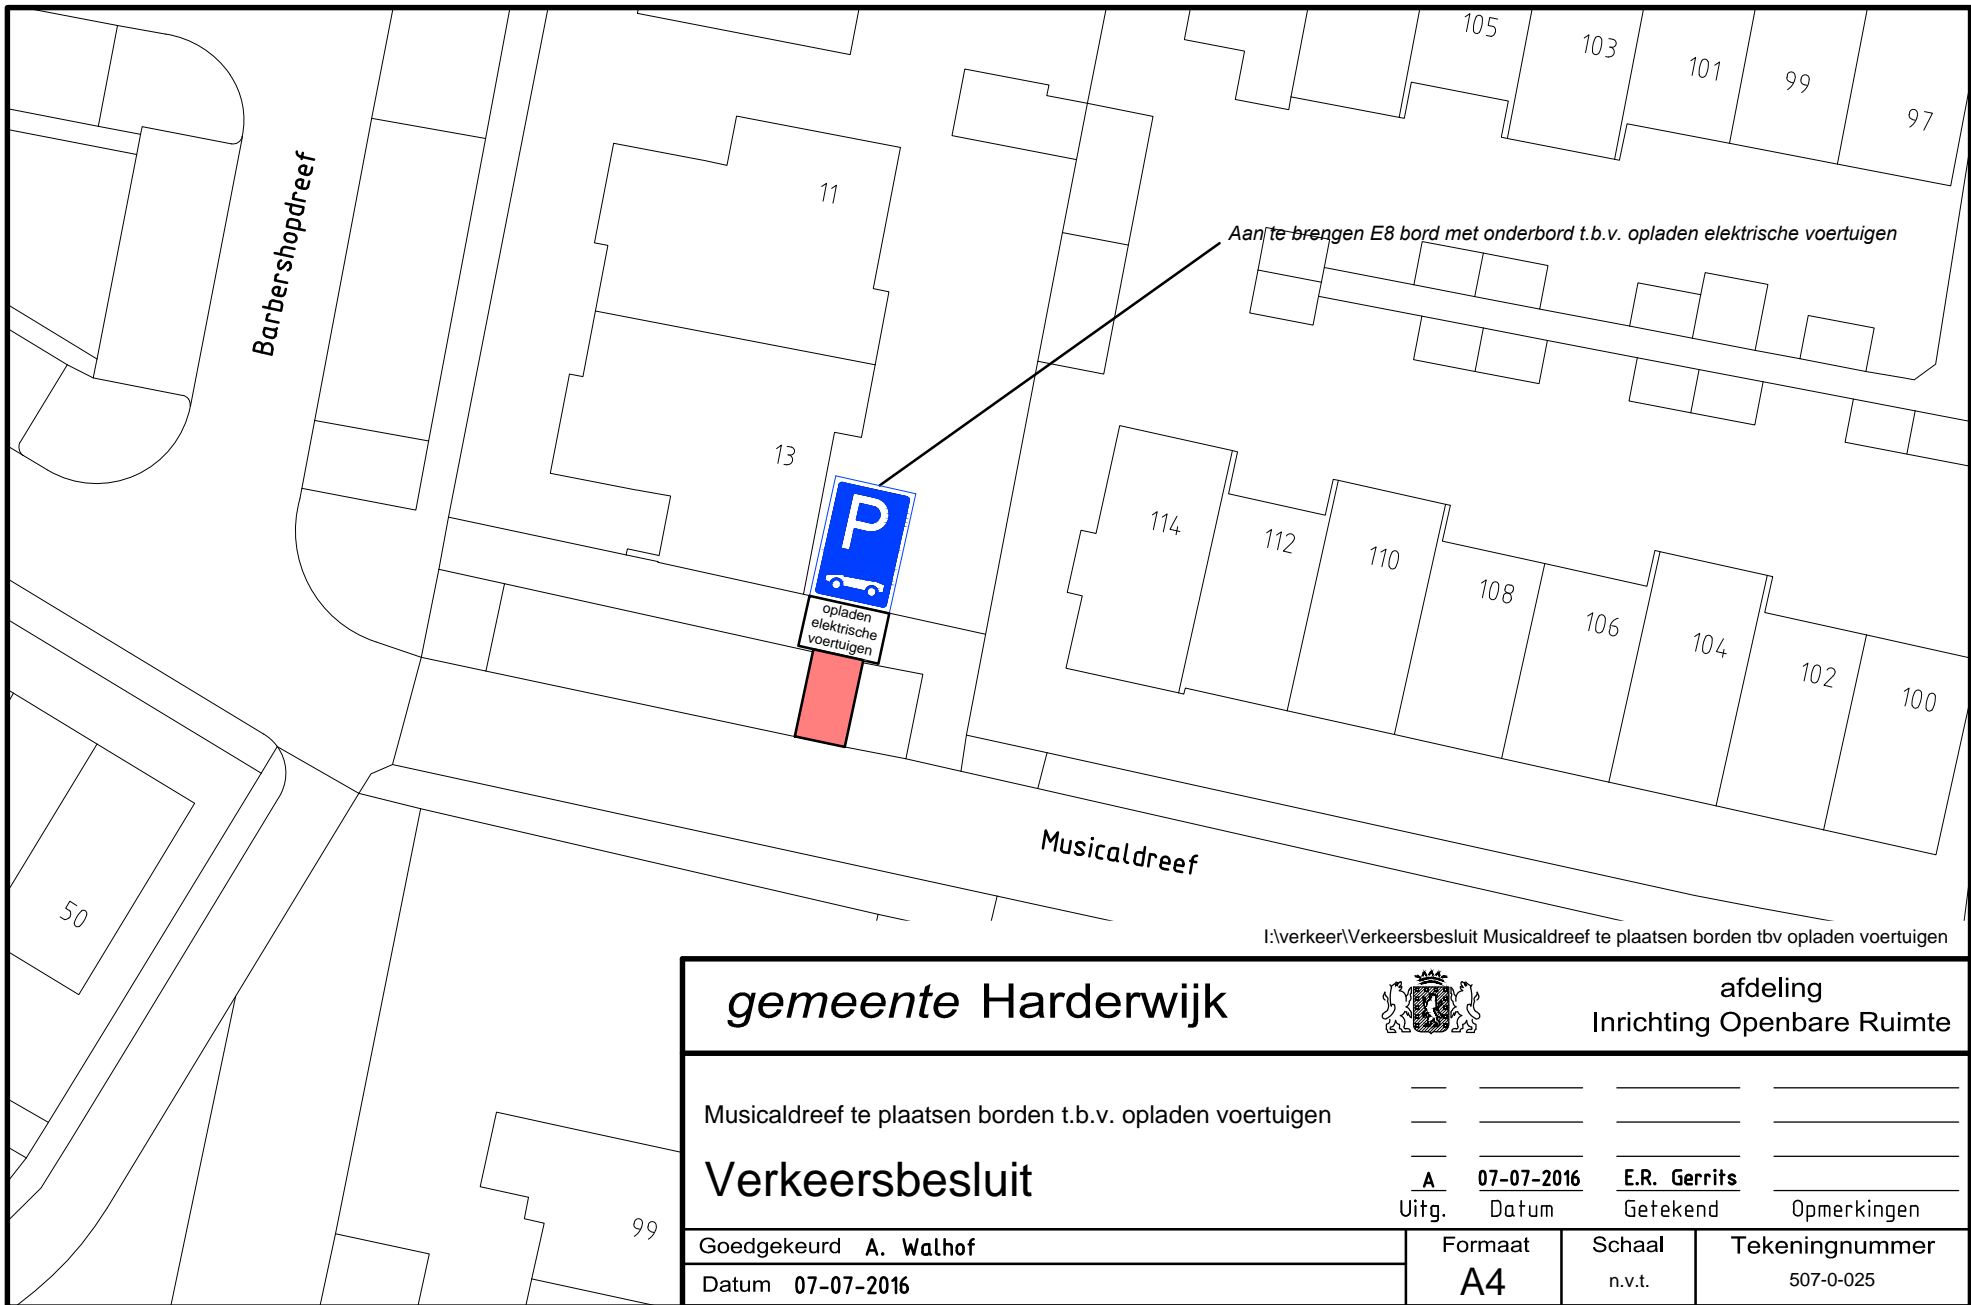 105
103
101
99
97
11
Barbershopdreef
Aan te brengen E8 bord met onderbord t.b.v. opladen elektrische voertuigen
13
P
opladen
elektrische
voertuigen
114
112
110
108
106
104
102
100
Musicaldreef
50
99
I:\verkeer\Verkeersbesluit Musicaldreef te plaatsen borden tbv opladen voertuigen
gemeente Harderwijk
afdeling
Inrichting Openbare Ruimte
Musicaldreef te plaatsen borden t.b.v. opladen voertuigen
Verkeersbesluit
A 07-07-2016 E.R. Gerrits
Uitg. Datum Getekend Opmerkingen
Goedgekeurd A. Walhof
Datum 07-07-2016
Formaat Schaal Tekeningnummer
A4 n.v.t. 507-0-025